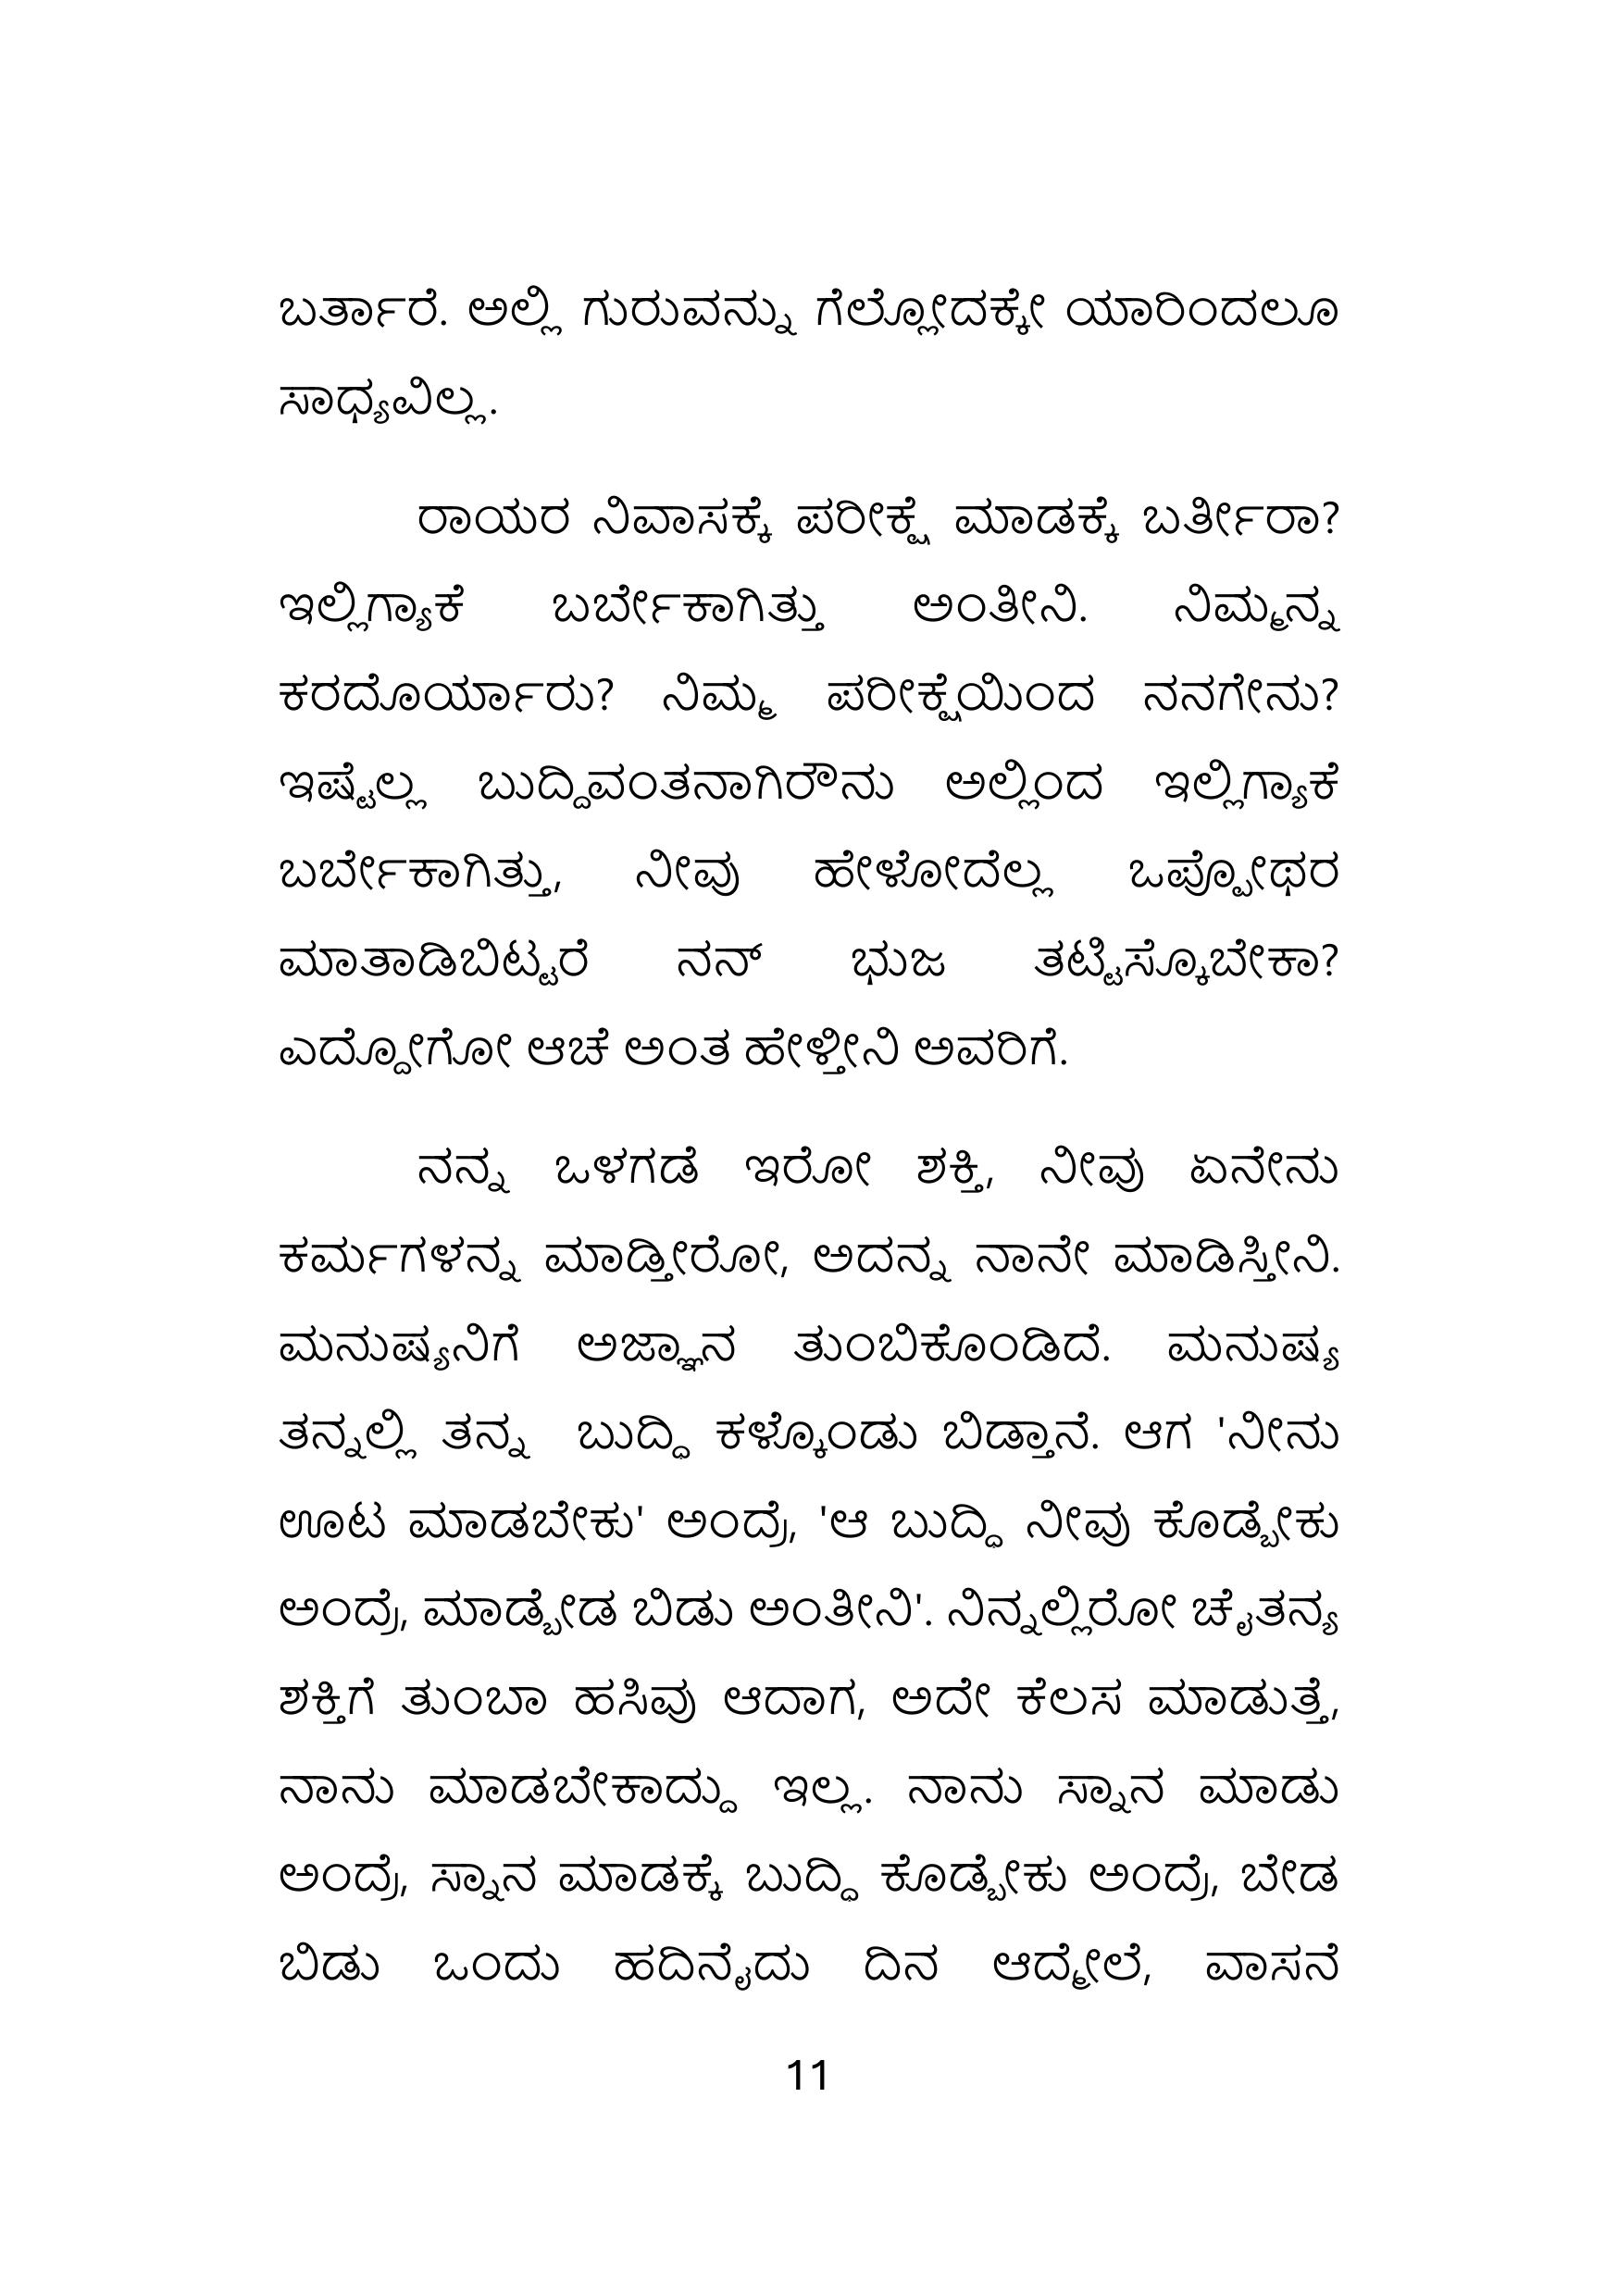 ಬರ್ತಾರೆ. ಅಲ್ಲಿ ಗುರುವನ್ನು ಗೆಲ್ಲೋದಕ್ಕೇ ಯಾರಿಂದಲೂ
ಸಾಧ್ಯವಿಲ್ಲ.
ರಾಯರ ನಿವಾಸಕ್ಕೆ ಪರೀಕ್ಷೆ ಮಾಡಕ್ಕೆ ಬರ್ತೀರಾ?
ಇಲ್ಲಿಗ್ಯಾಕೆ ಬರ್ಬೇಕಾಗಿತ್ತು ಅಂತೀನಿ. ನಿಮ್ಮನ್ನ
ಕರದೊರ್ಯಾರು? ನಿಮ್ಮ ಪರೀಕ್ಷೆಯಿಂದ ನನಗೇನು?
ಇಷ್ಟೆಲ್ಲ ಬುದ್ದಿವಂತನಾಗಿರೌನು ಅಲ್ಲಿಂದ ಇಲ್ಲಿಗ್ಯಾಕೆ
ಬರ್ಬೇಕಾಗಿತ್ತು, ನೀವು ಹೇಳೋದೆಲ್ಲ ಒಪ್ಪೋಥರ
ಮಾತಾಡಿಬಿಟ್ಟರೆ ನನ್ ಭುಜ ತಟ್ಟಿಸ್ಕೊಬೇಕಾ?
ಎದ್ದೋಗೋ ಆಚೆ ಅಂತ ಹೇಳ್ತೀನಿ ಅವರಿಗೆ.
ನನ್ನ ಒಳಗಡೆ ಇರೋ ಶಕ್ತಿ, ನೀವು ಏನೇನು
ಕರ್ಮಗಳನ್ನ ಮಾಡ್ತೀರೋ, ಅದನ್ನ ನಾನೇ ಮಾಡಿಸ್ತೀನಿ.
ಮನುಷ್ಯನಿಗೆ ಅಜ್ಞಾನ ತುಂಬಿಕೊಂಡಿದೆ. ಮನುಷ್ಯ
ತನ್ನಲ್ಲಿ ತನ್ನ ಬುದ್ಧಿ ಕಳ್ಕೊಂಡು ಬಿಡ್ತಾನೆ. ಆಗ 'ನೀನು
ಊಟ ಮಾಡಬೇಕು' ಅಂದ್ರೆ, 'ಆ ಬುದ್ಧಿ ನೀವು ಕೊಡ್ಬೇಕು
ಅಂದ್ರೆ, ಮಾಡ್ಬೇಡ ಬಿಡು ಅಂತೀನಿ'. ನಿನ್ನಲ್ಲಿರೋ ಚೈತನ್ಯ
ಶಕ್ತಿಗೆ ತುಂಬಾ ಹಸಿವು ಆದಾಗ, ಅದೇ ಕೆಲಸ ಮಾಡುತ್ತೆ,
ನಾನು ಮಾಡಬೇಕಾದ್ದು ಇಲ್ಲ. ನಾನು ಸ್ನಾನ ಮಾಡು
ಅಂದ್ರೆ, ಸ್ನಾನ ಮಾಡಕ್ಕೆ ಬುದ್ಧಿ ಕೊಡ್ಬೇಕು ಅಂದ್ರೆ, ಬೇಡ
ಬಿಡು ಒಂದು ಹದಿನೈದು ದಿನ ಆದ್ಮೇಲೆ, ವಾಸನೆ
11